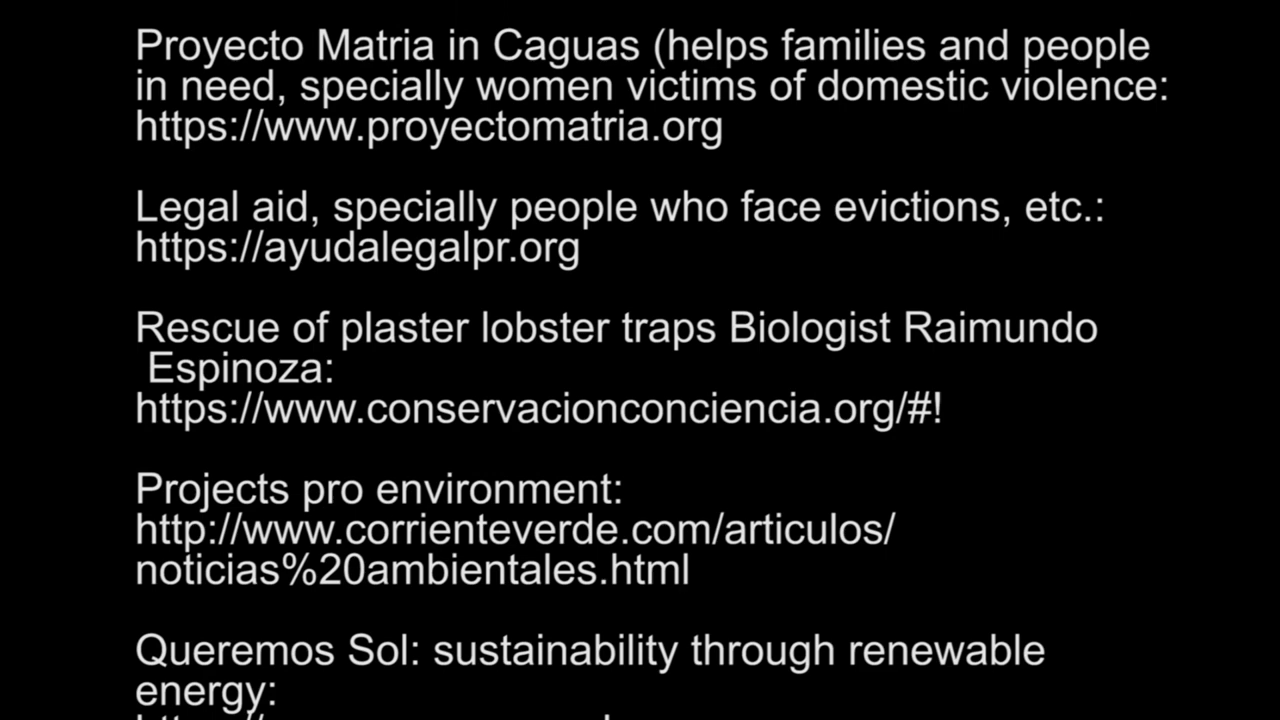 Proyecto Matria in Caguas (helps families and people
in need, specially women victims of domestic violence:
https://www.proyectomatria.org
Legal aid, specially people who face evictions, etc.:
https://ayudalegalpr.org
Rescue of plaster lobster traps Biologist Raimundo
Espinoza:
https://www.conservacionconciencia.org/#!
Projects pro environment:
http://www.corrienteverde.com/articulos/
noticias%20ambientales.html
Queremos Sol: sustainability through renewable
energy: